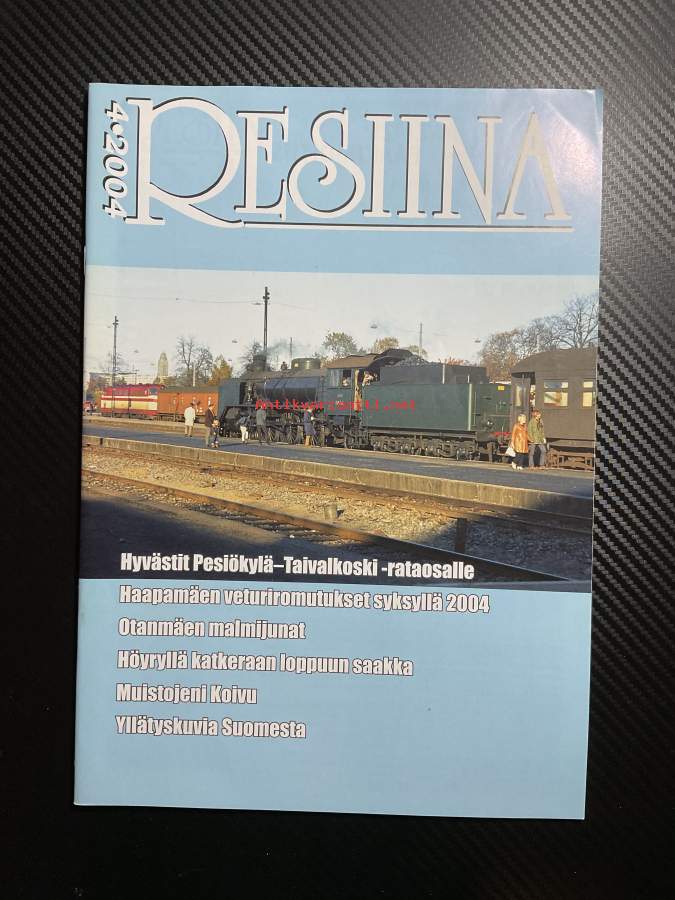 4•2004
RESIINA
Antikvariaatti.net
Hyvästit Pesiökylä–Taivalkoski -rataosalle
Haapamäen veturiromutukset syksyllä 2004
Otanmäen malmijunat
Höyryllä katkeraan loppuun saakka
Muistojeni Koivu
Yllätyskuvia Suomesta